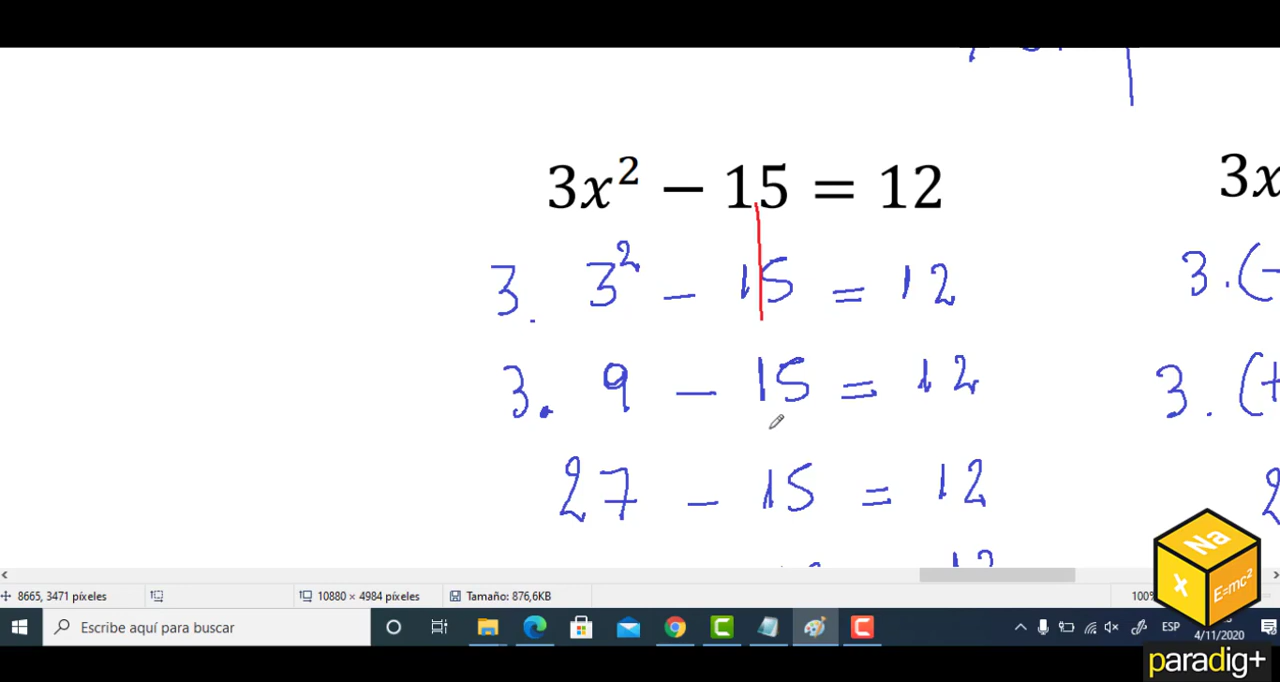 3x² − 15 = 12
3x
3. 3² − 15 = 12
3.(−
3. 9 − 15 = 12
3.(+
27 − 15 = 12
2
12
8665, 3471 píxeles
10880 × 4984 píxeles
Tamaño: 876,6KB
100%
Escribe aquí para buscar
ESP
4/11/2020
Na
X
E=mc²
paradig+